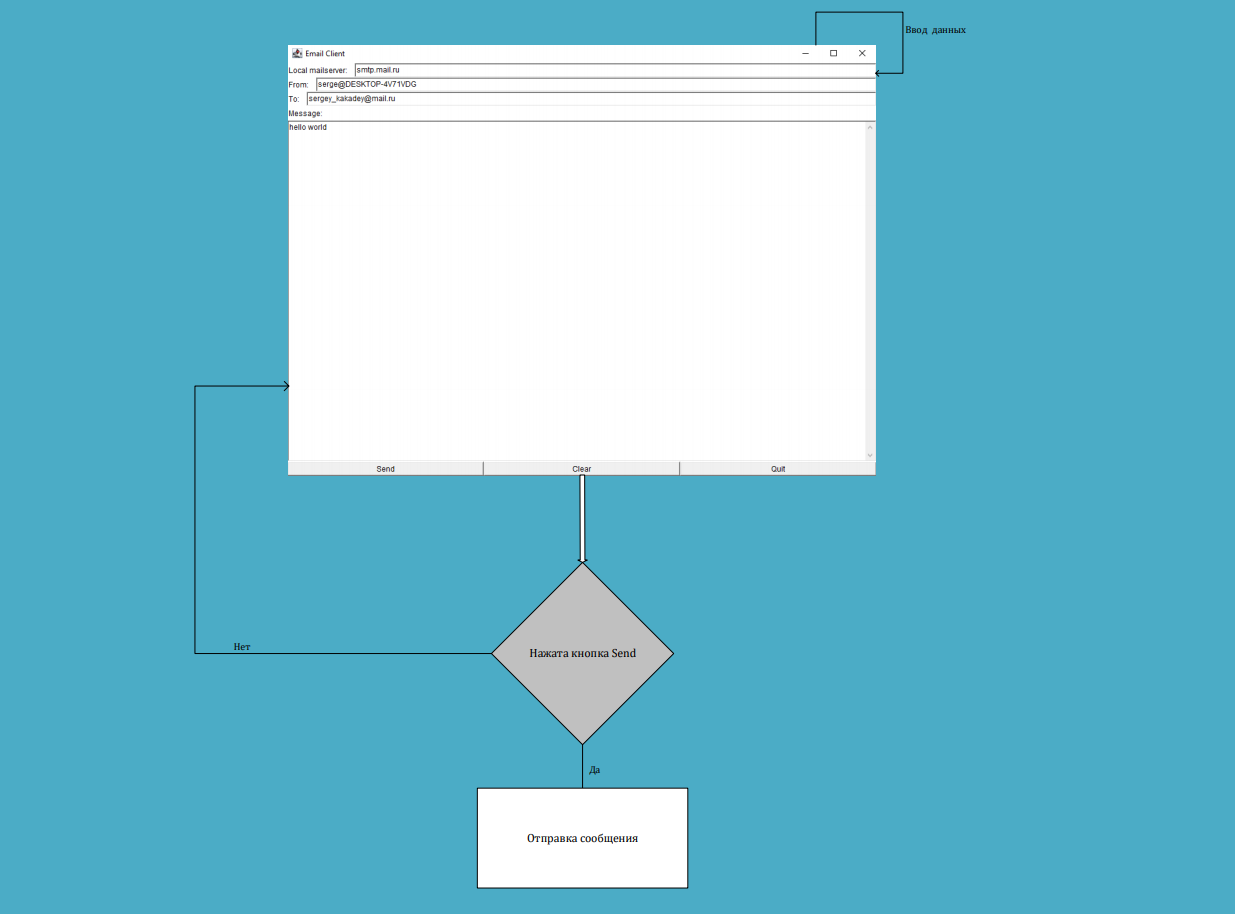 Ввод данных
Email Client
Local mailserver: smtp.mail.ru
From: serge@DESKTOP-4V71VDG
To: sergey_kakadey@mail.ru
Message:
hello world
Send Clear Quit
Нет
Нажата кнопка Send
Да
Отправка сообщения